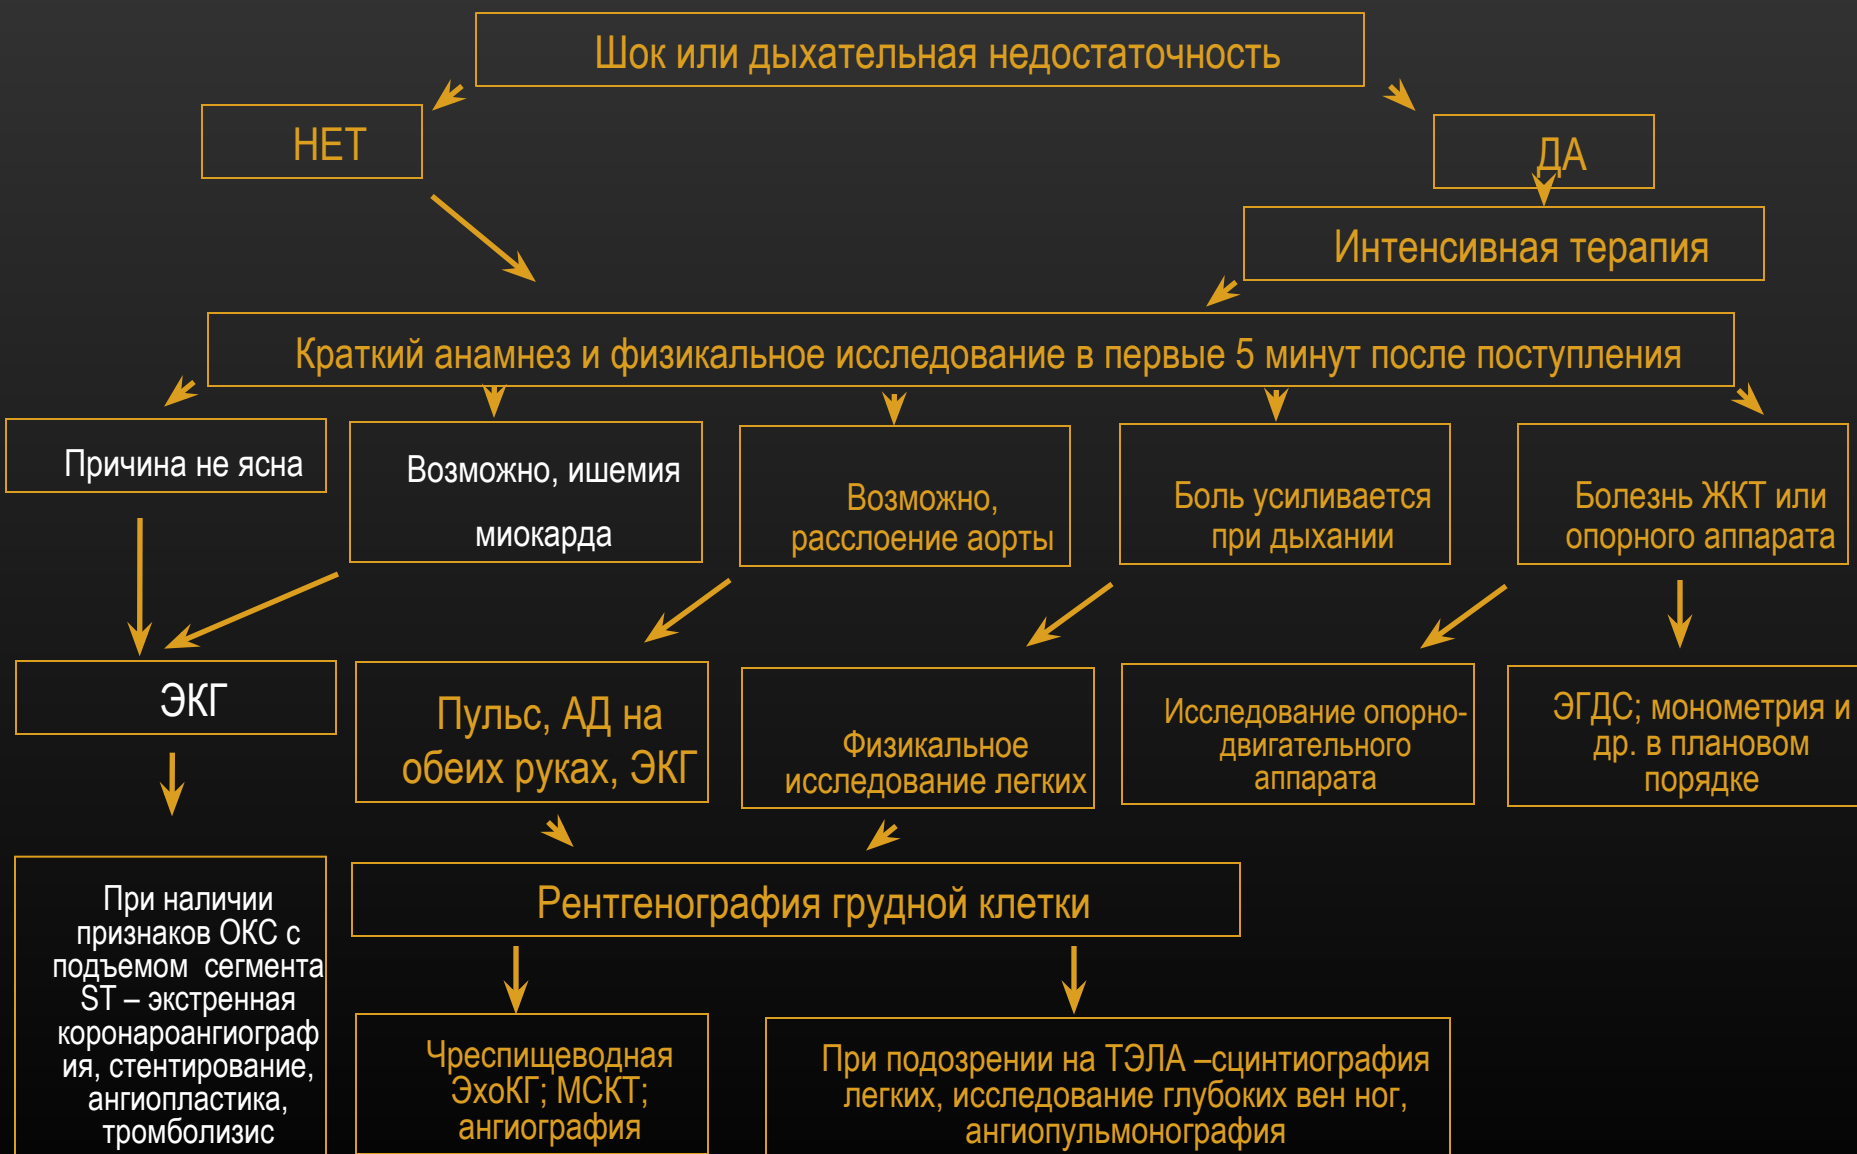 Шок или дыхательная недостаточность
НЕТ
ДА
Интенсивная терапия
Краткий анамнез и физикальное исследование в первые 5 минут после поступления
Причина не ясна
Возможно, ишемия
миокарда
Возможно,
расслоение аорты
Боль усиливается
при дыхании
Болезнь ЖКТ или
опорного аппарата
ЭКГ
Пульс, АД на
обеих руках, ЭКГ
Физикальное
исследование легких
Исследование опорно-
двигательного
аппарата
ЭГДС; монометрия и
др. в плановом
порядке
При наличии
признаков ОКС с
подъемом сегмента
ST – экстренная
коронароангиограф
ия, стентирование,
ангиопластика,
тромболизис
Рентгенография грудной клетки
Чреспищеводная
ЭхоКГ; МСКТ;
ангиография
При подозрении на ТЭЛА –сцинтиография
легких, исследование глубоких вен ног,
ангиопульмонография